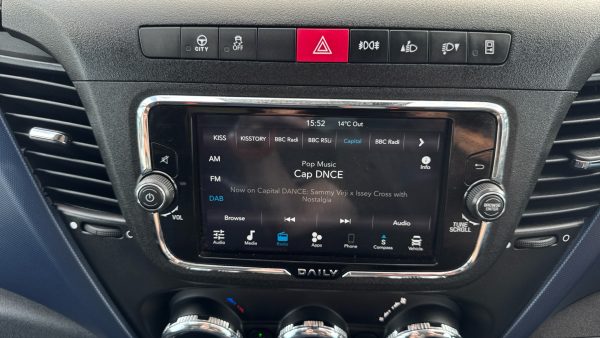 CITY OFF
15:52 14°C Out
KISS KISSTORY BBC Radi BBC R5Li Capital BBC Radi
AM
Pop Music
Info
Cap DNCE
FM
Now on Capital DANCE: Sammy Virji x Issey Cross with
Nostalgia
DAB
VOL
Browse Audio
TUNE
SCROLL
BROWSE
ENTER
Audio Media Radio Apps Phone Compass Vehicle
S
DAILY